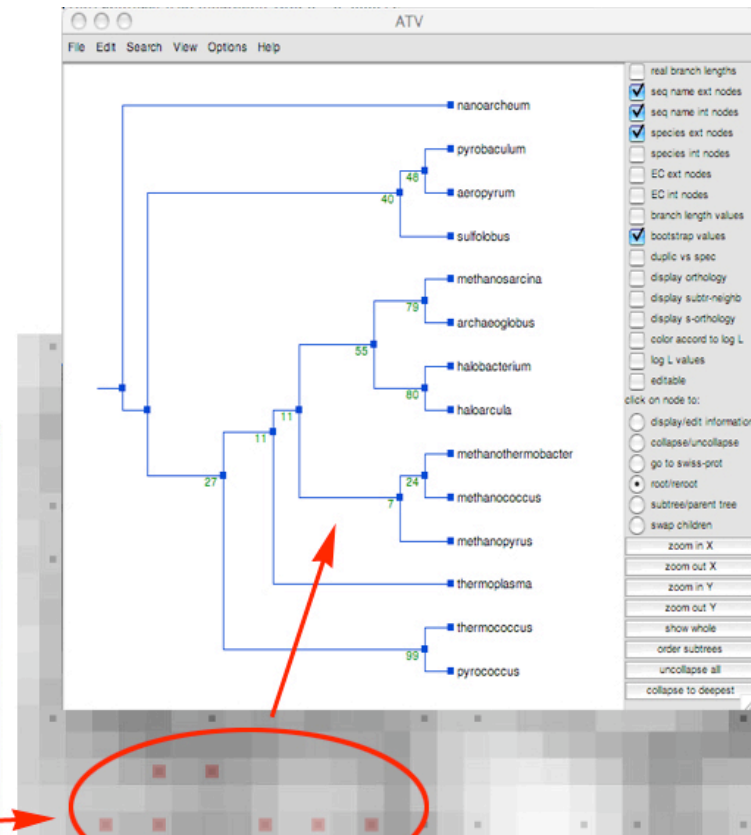 ATV
File Edit Search View Options Help
nanoarcheum
pyrobaculum
48
aeropyrum
40
sulfolobus
methanosarcina
79
archaeoglobus
55
halobacterium
80
haloarcula
11
11
methanothermobacter
27
24
methanococcus
7
methanopyrus
thermoplasma
thermococcus
99
pyrococcus
real branch lengths
seq name ext nodes
seq name int nodes
species ext nodes
species int nodes
EC ext nodes
EC int nodes
branch length values
bootstrap values
duplic vs spec
display orthology
display subtr-neighb
display s-orthology
color accord to log L
log L values
editable
click on node to:
display/edit information
collapse/uncollapse
go to swiss-prot
root/reroot
subtree/parent tree
swap children
zoom in X
zoom out X
zoom in Y
zoom out Y
show whole
order subtrees
uncollapse all
collapse to deepest